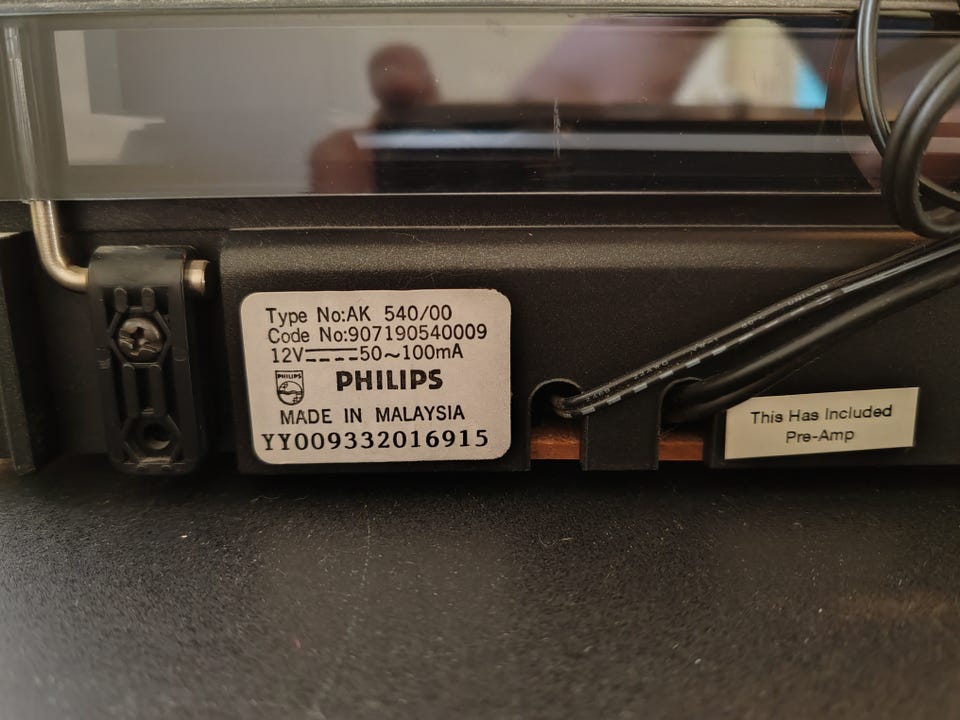 Type No:AK 540/00
Code No:907190540009
12V⎓50~100mA
PHILIPS
PHILIPS
MADE IN MALAYSIA
YY009332016915
This Has Included
Pre-Amp